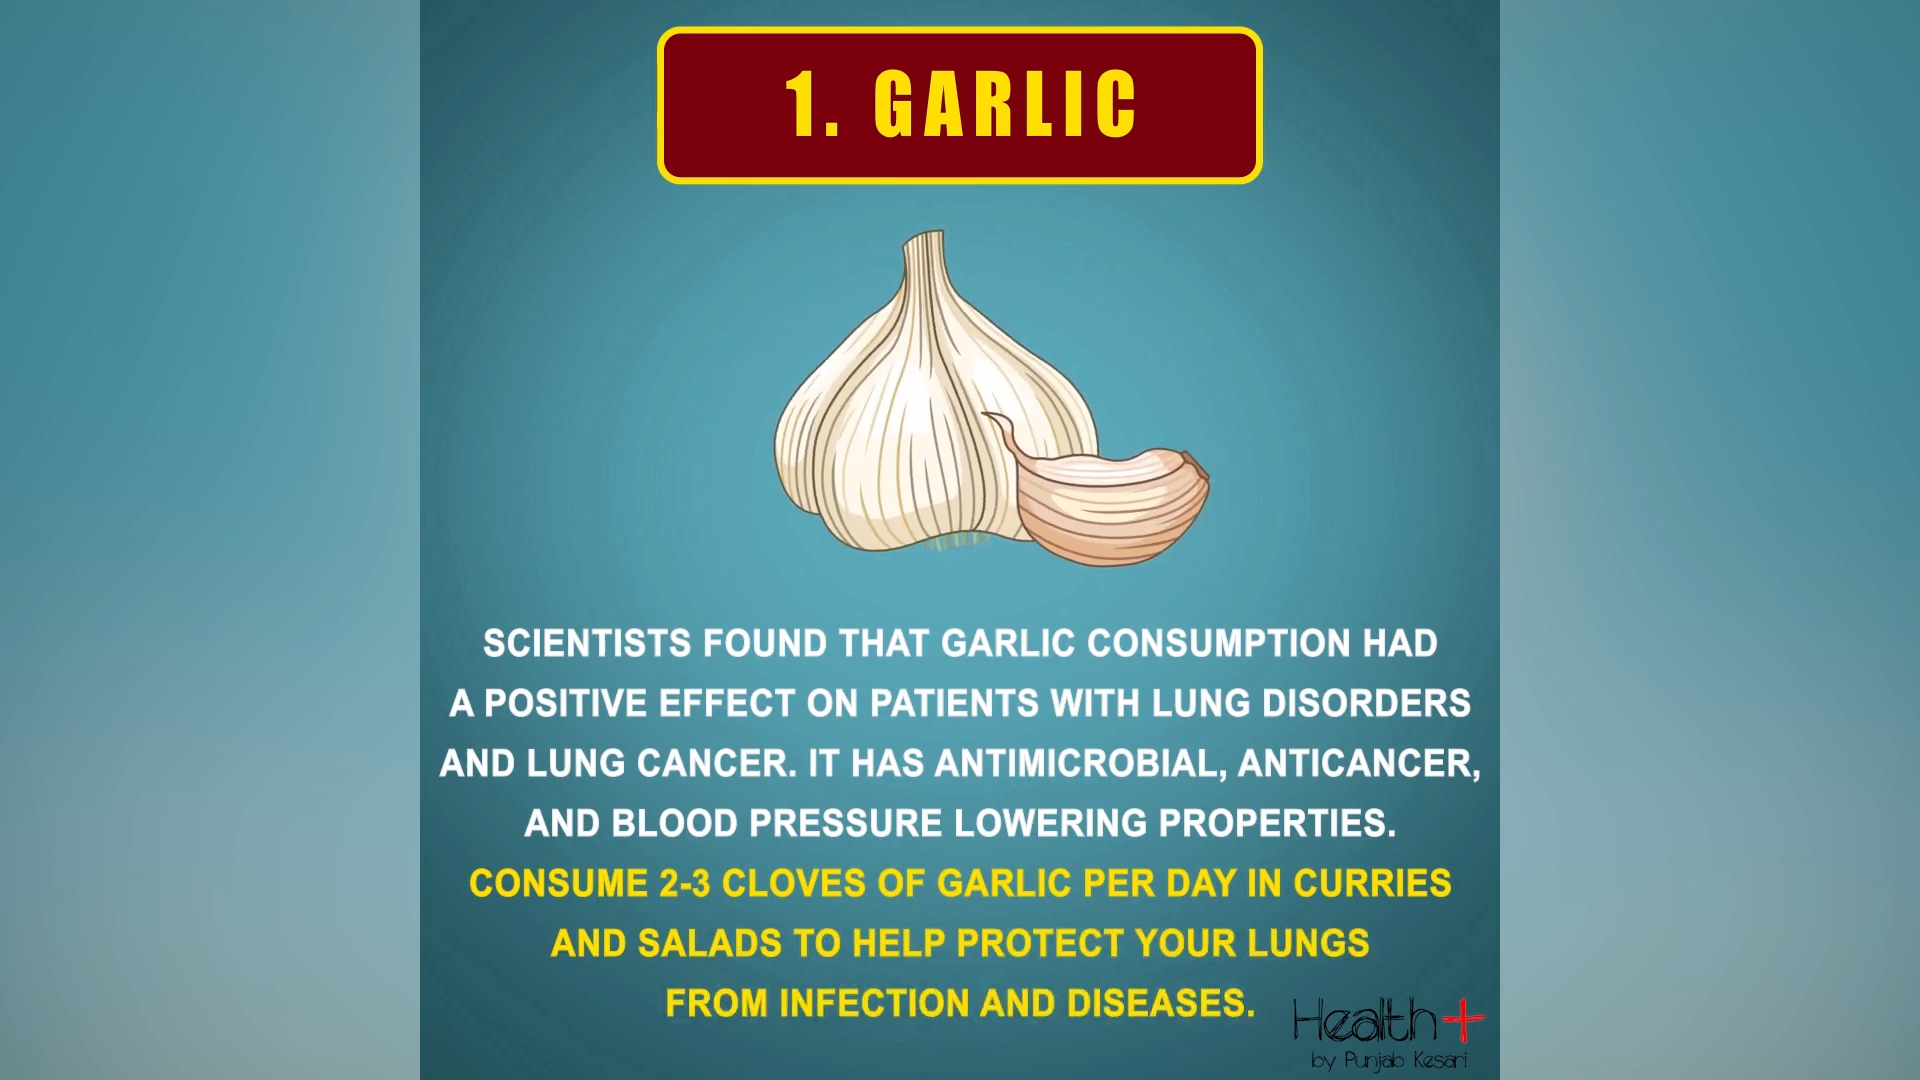 1. GARLIC
SCIENTISTS FOUND THAT GARLIC CONSUMPTION HAD
A POSITIVE EFFECT ON PATIENTS WITH LUNG DISORDERS
AND LUNG CANCER. IT HAS ANTIMICROBIAL, ANTICANCER,
AND BLOOD PRESSURE LOWERING PROPERTIES.
CONSUME 2-3 CLOVES OF GARLIC PER DAY IN CURRIES
AND SALADS TO HELP PROTECT YOUR LUNGS
FROM INFECTION AND DISEASES.
Health+
by Punjab Kesari